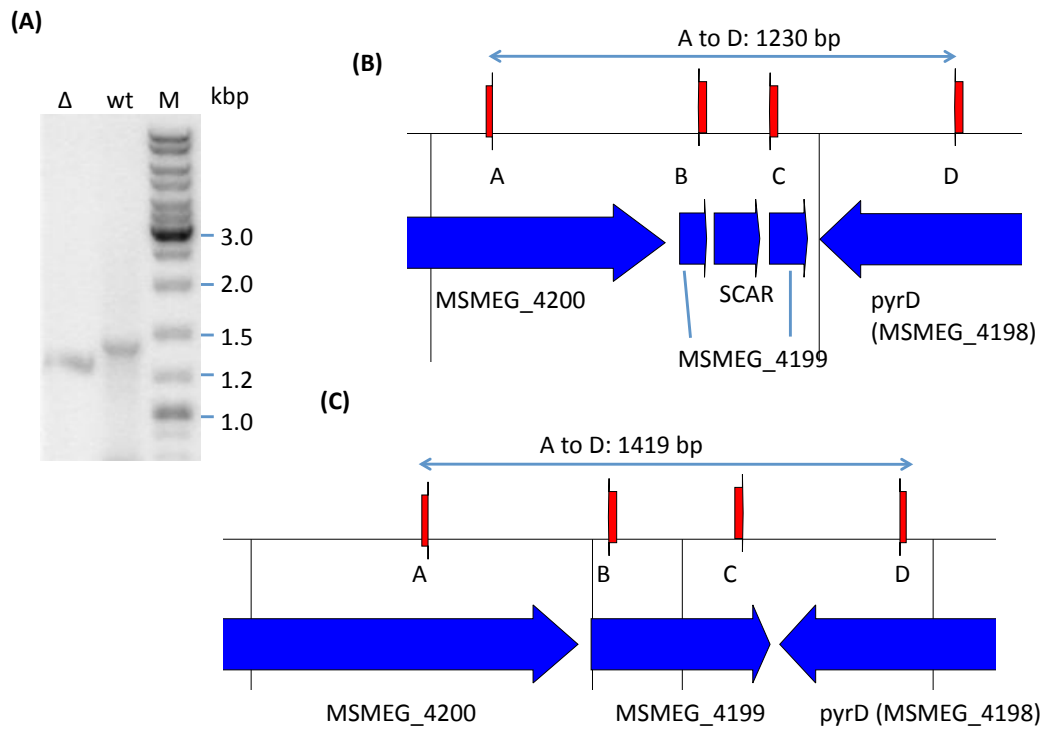 (A)
Δ wt M kbp
3.0
2.0
1.5
1.2
1.0
(B)
A to D: 1230 bp
A B C D
SCAR
MSMEG_4200
pyrD
(MSMEG_4198)
MSMEG_4199
(C)
A to D: 1419 bp
A B C D
MSMEG_4200 MSMEG_4199 pyrD (MSMEG_4198)